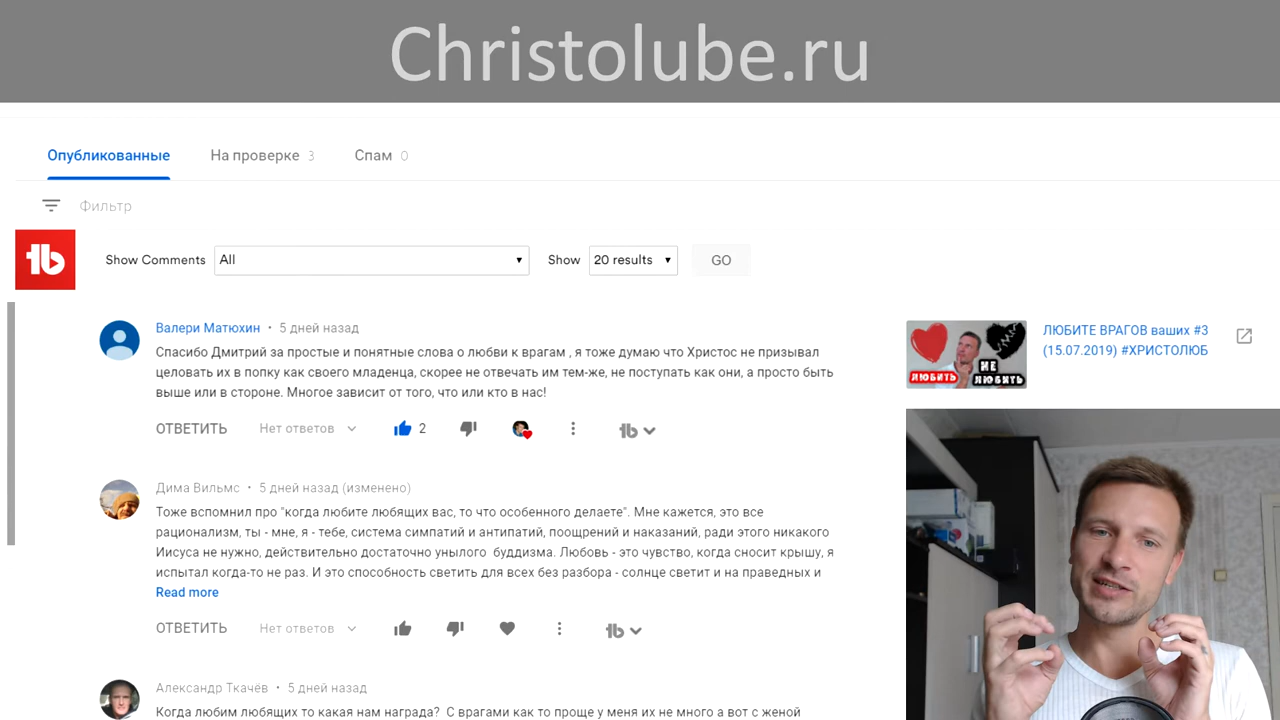 Christolube.ru
Опубликованные
На проверке 3
Спам 0
Фильтр
tb
Show Comments
All
Show
20 results
GO
Валери Матюхин • 5 дней назад
Спасибо Дмитрий за простые и понятные слова о любви к врагам , я тоже думаю что Христос не призывал
целовать их в попку как своего младенца, скорее не отвечать им тем-же, не поступать как они, а просто быть
выше или в стороне. Многое зависит от того, что или кто в нас!
ОТВЕТИТЬ
Нет ответов
2
tb
ЛЮБИТЕ ВРАГОВ ваших #3
(15.07.2019) #ХРИСТОЛЮБ
ЛЮБИТЬ
НЕ
ЛЮБИТЬ
Дима Вильмс • 5 дней назад (изменено)
Тоже вспомнил про "когда любите любящих вас, то что особенного делаете". Мне кажется, это все
рационализм, ты - мне, я - тебе, система симпатий и антипатий, поощрений и наказаний, ради этого никакого
Иисуса не нужно, действительно достаточно унылого буддизма. Любовь - это чувство, когда сносит крышу, я
испытал когда-то не раз. И это способность светить для всех без разбора - солнце светит и на праведных и
Read more
ОТВЕТИТЬ
Нет ответов
tb
Александр Ткачёв • 5 дней назад
Когда любим любящих то какая нам награда? С врагами как то проще у меня их не много а вот с женой